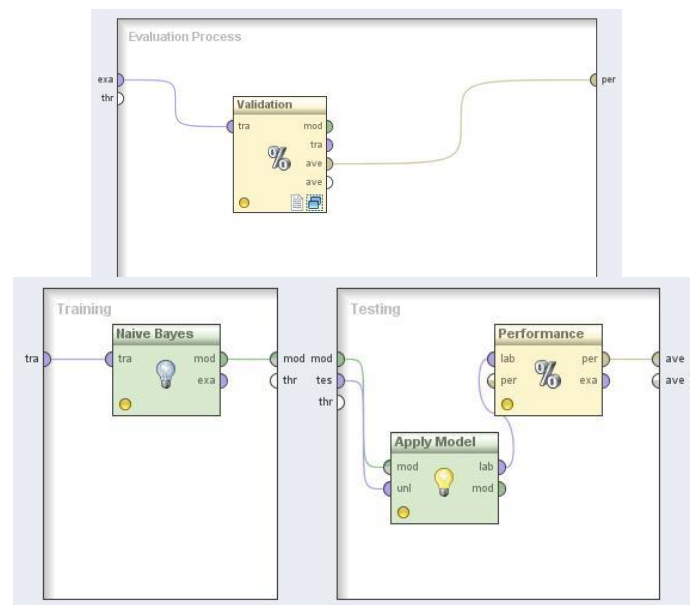 Evaluation Process
exa
thr
per
Validation
tra
mod
tra
%
ave
ave
Training
Testing
tra
Naive Bayes
tra
mod
exa
mod
thr
mod
tes
thr
Performance
lab
per
per
%
exa
ave
ave
Apply Model
mod
lab
unl
mod